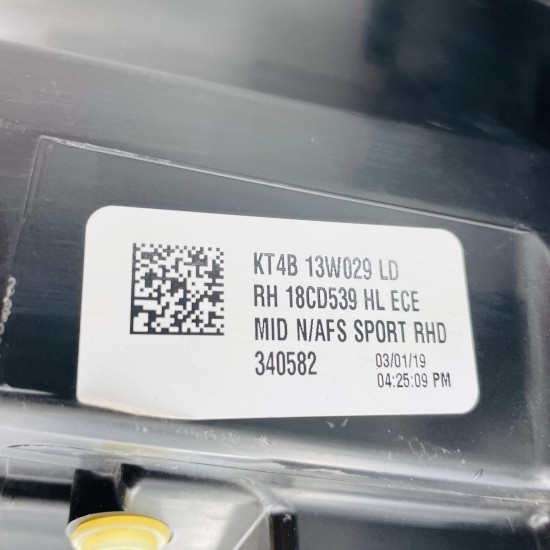 KT4B 13W029 LD
RH 18CD539 HL ECE
MID N/AFS SPORT RHD
340582 03/01/19
04:25:09 PM